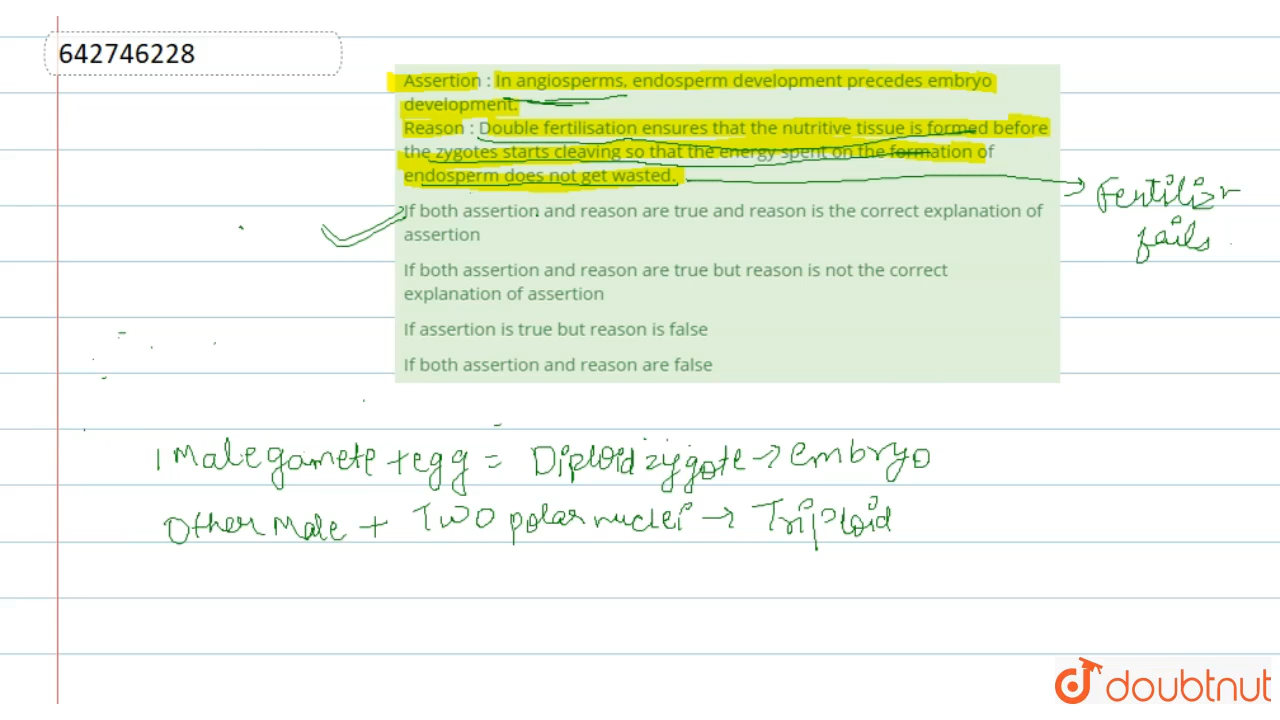 642746228
Assertion : In angiosperms, endosperm development precedes embryo
development.
Reason : Double fertilisation ensures that the nutritive tissue is formed before
the zygotes starts cleaving so that the energy spent on the formation of
endosperm does not get wasted.
If both assertion and reason are true and reason is the correct explanation of
assertion
If both assertion and reason are true but reason is not the correct
explanation of assertion
If assertion is true but reason is false
If both assertion and reason are false
fails
1 Male gamete + egg = Diploid zygote → embryo
Other Male + Two polar nuclei → Triploid
doubtnut